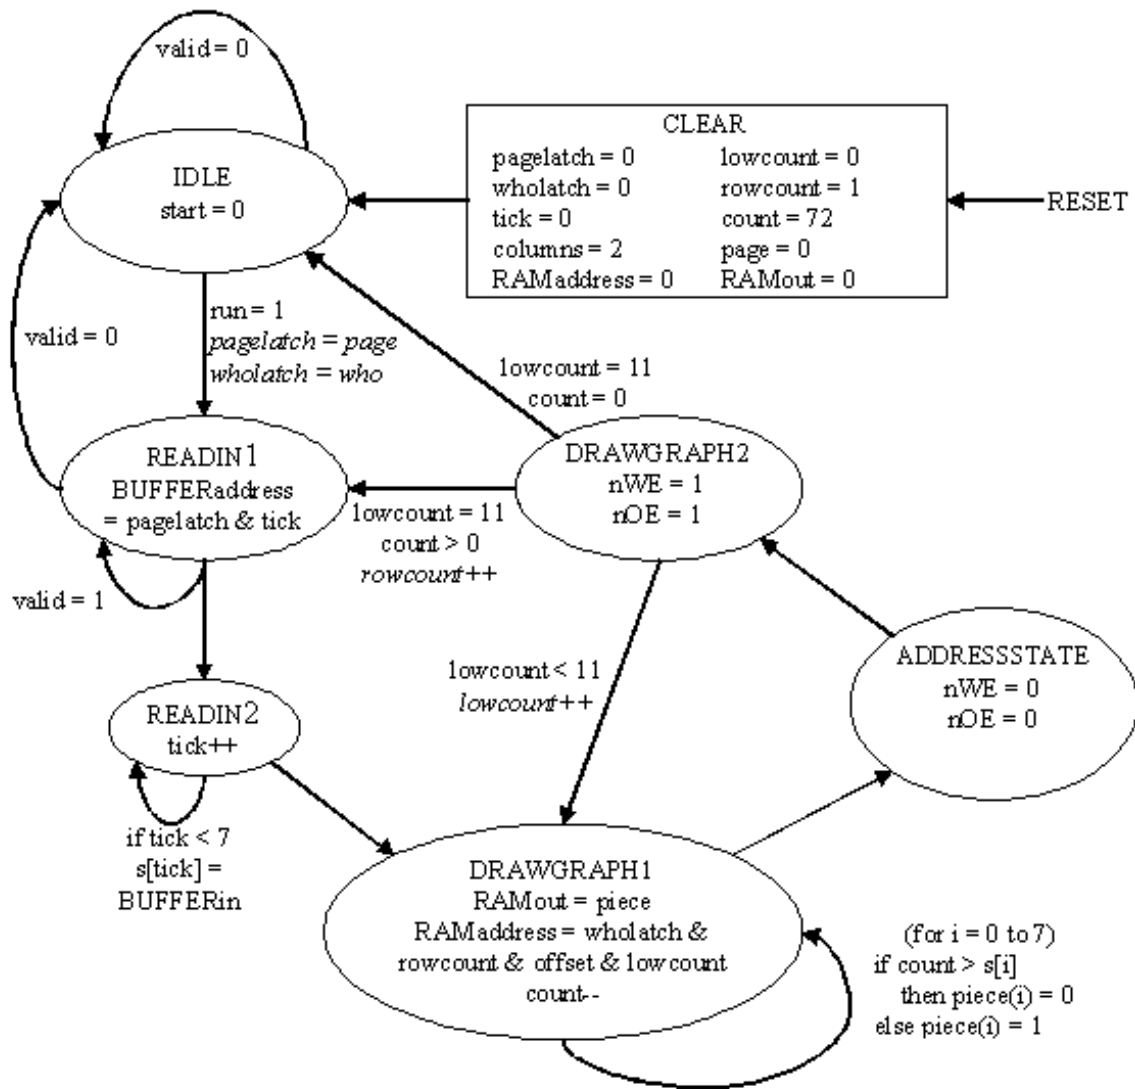 valid = 0
IDLE
start = 0
CLEAR
pagelatch = 0 lowcount = 0
wholatch = 0 rowcount = 1
tick = 0 count = 72
columns = 2 page = 0
RAMaddress = 0 RAMout = 0
RESET
valid = 0
run = 1
pagelatch = page
wholatch = who
lowcount = 11
count = 0
READIN1
BUFFERaddress
= pagelatch & tick
DRAWGRAPH2
nWE = 1
nOE = 1
lowcount = 11
count > 0
rowcount++
valid = 1
lowcount < 11
lowcount++
ADDRESSSTATE
nWE = 0
nOE = 0
READIN2
tick++
if tick < 7
s[tick] =
BUFFERin
DRAWGRAPH1
RAMout = piece
RAMaddress = wholatch &
rowcount & offset & lowcount
count--
(for i = 0 to 7)
if count > s[i]
then piece(i) = 0
else piece(i) = 1